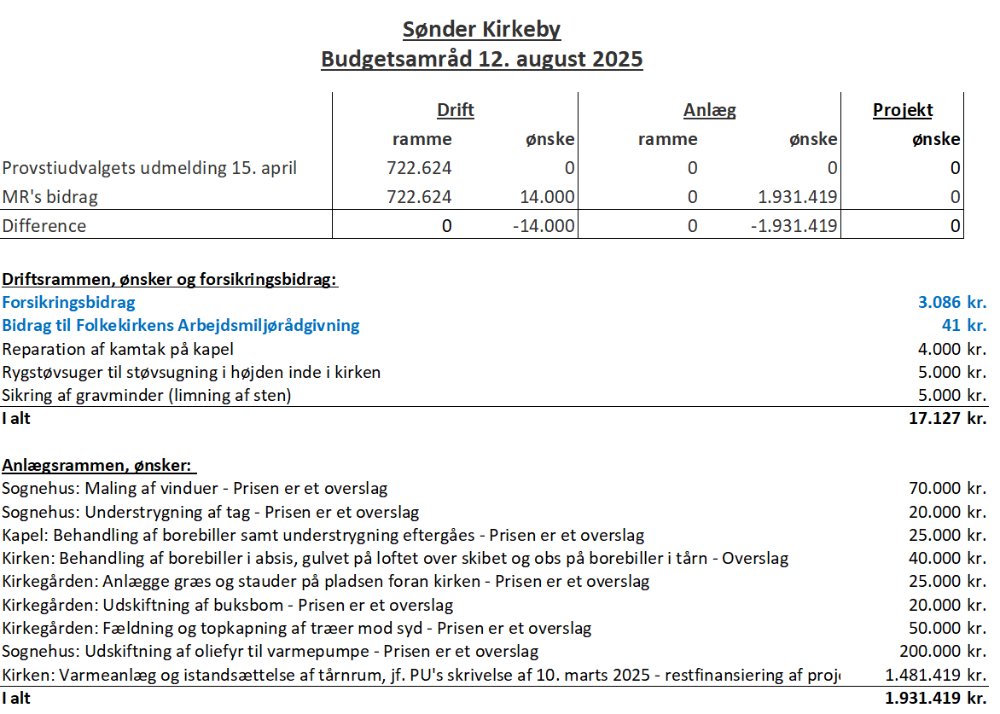 Sønder Kirkeby
Budgetsamråd 12. august 2025
Drift Anlæg Projekt
ramme ønske ramme ønske ønske
Provstiudvalgets udmelding 15. april 722.624 0 0 0 0
MR's bidrag 722.624 14.000 0 1.931.419 0
Difference 0 -14.000 0 -1.931.419 0
Driftsrammen, ønsker og forsikringsbidrag:
Forsikringsbidrag 3.086 kr.
Bidrag til Folkekirkens Arbejdsmiljørådgivning 41 kr.
Reparation af kamtak på kapel 4.000 kr.
Rygstøvsuger til støvsugning i højden inde i kirken 5.000 kr.
Sikring af gravminder (limning af sten) 5.000 kr.
I alt 17.127 kr.
Anlægsrammen, ønsker:
Sognehus: Maling af vinduer - Prisen er et overslag 70.000 kr.
Sognehus: Understrygning af tag - Prisen er et overslag 20.000 kr.
Kapel: Behandling af borebiller samt understrygning eftergåes - Prisen er et overslag 25.000 kr.
Kirken: Behandling af borebiller i absis, gulvet på loftet over skibet og obs på borebiller i tårn - Overslag 40.000 kr.
Kirkegården: Anlægge græs og stauder på pladsen foran kirken - Prisen er et overslag 25.000 kr.
Kirkegården: Udskiftning af buksbom - Prisen er et overslag 20.000 kr.
Kirkegården: Fældning og topkapning af træer mod syd - Prisen er et overslag 50.000 kr.
Sognehus: Udskiftning af oliefyr til varmepumpe - Prisen er et overslag 200.000 kr.
Kirken: Varmeanlæg og istandsættelse af tårnrum, jf. PU's skrivelse af 10. marts 2025 - restfinansiering af proj 1.481.419 kr.
I alt 1.931.419 kr.